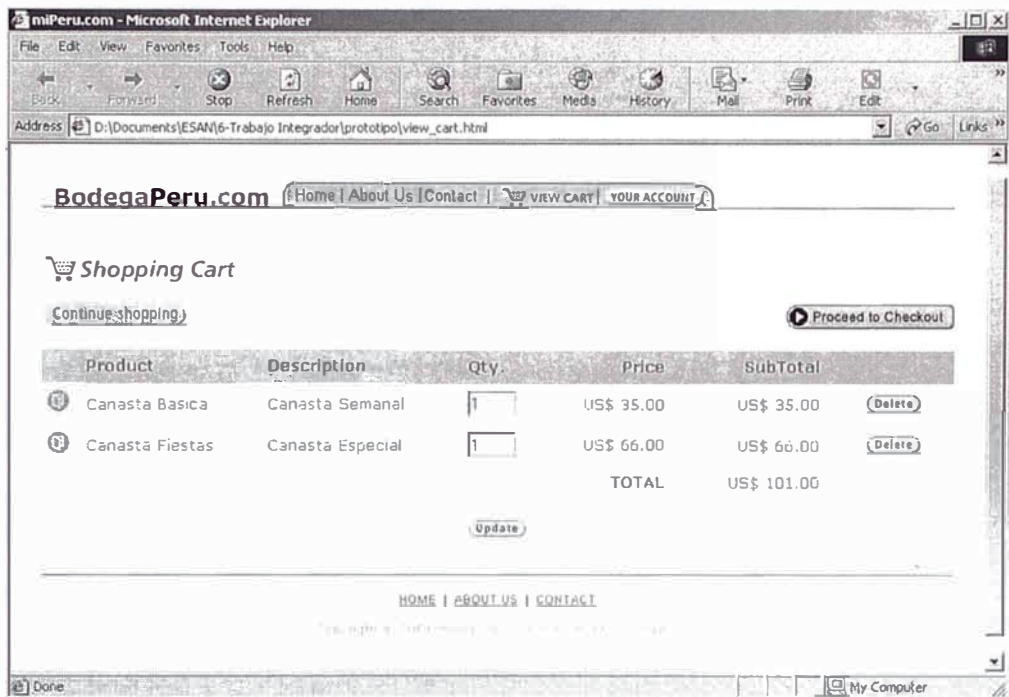 miPeru.com - Microsoft Internet Explorer
File Edit View Favorites Tools Help
Back Forward Stop Refresh Home Search Favorites Media History Mail Print Edit
Address D:\Documents\ESAN\6-Trabajo Integrador\prototipo\view_cart.html Go Links
BodegaPeru.com Home | About Us | Contact | VIEW CART | YOUR ACCOUNT
Shopping Cart
Continue shopping
Proceed to Checkout
Product Description Qty. Price SubTotal
Canasta Basica Canasta Semanal 1 US$ 35.00 US$ 35.00 Delete
Canasta Fiestas Canasta Especial 1 US$ 66.00 US$ 66.00 Delete
TOTAL US$ 101.00
Update
HOME | ABOUT US | CONTACT
Done My Computer